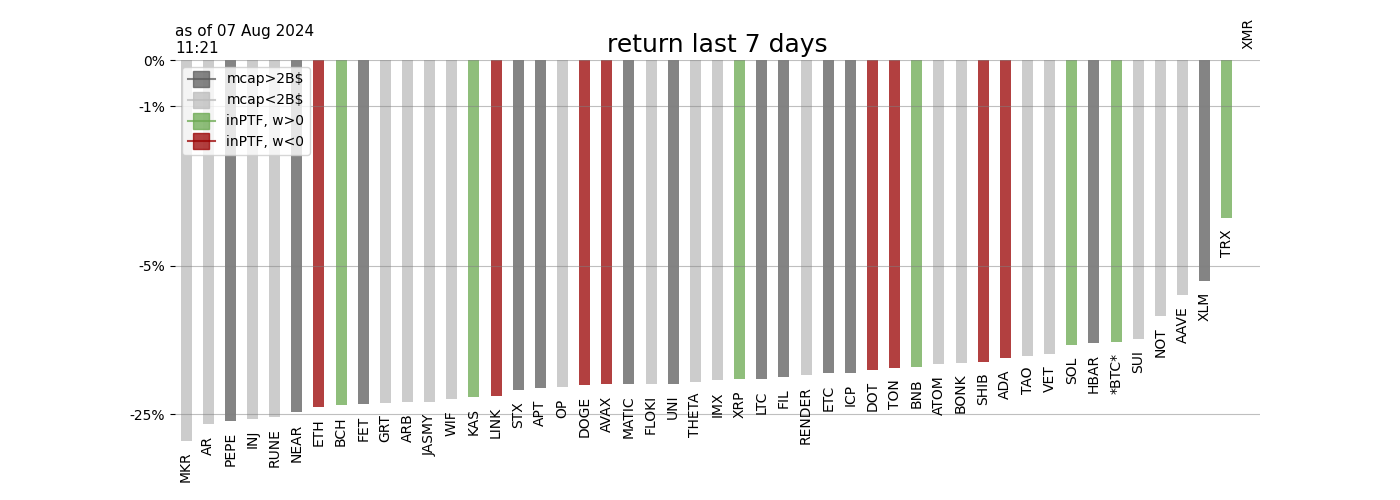 as of 07 Aug 2024
11:21
return last 7 days
XMR
0%
-1%
-5%
-25%
mcap>2B$
mcap<2B$
inPTF, w>0
inPTF, w<0
MKR
AR
PEPE
INJ
RUNE
NEAR
ETH
BCH
FET
GRT
ARB
JASMY
WIF
KAS
LINK
STX
APT
OP
DOGE
AVAX
MATIC
FLOKI
UNI
THETA
IMX
XRP
LTC
FIL
RENDER
ETC
ICP
DOT
TON
BNB
ATOM
BONK
SHIB
ADA
TAO
VET
SOL
HBAR
*BTC*
SUI
NOT
AAVE
XLM
TRX